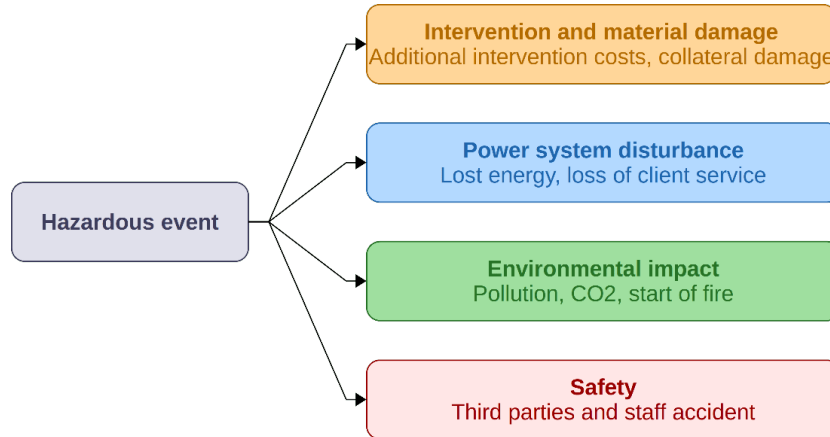 Intervention and material damage
Additional intervention costs, collateral damage
Power system disturbance
Lost energy, loss of client service
Hazardous event
Environmental impact
Pollution, CO2, start of fire
Safety
Third parties and staff accident